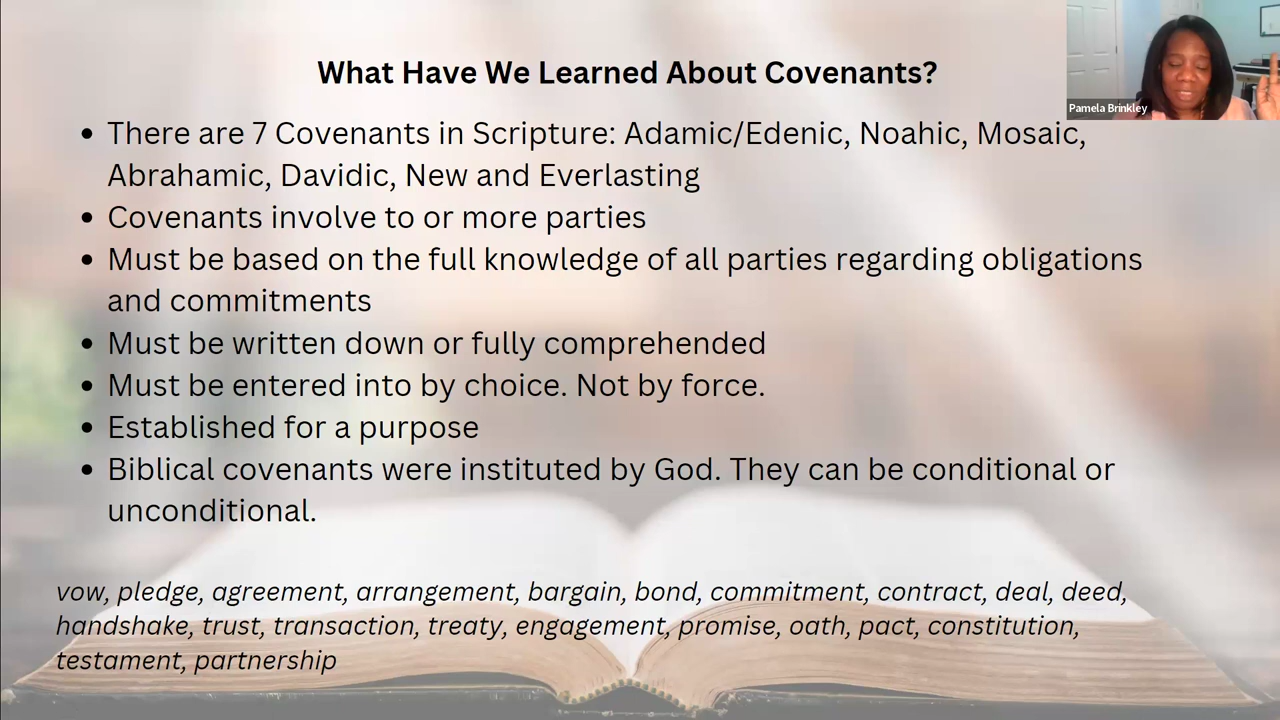 What Have We Learned About Covenants?
Pamela Brinkley
• There are 7 Covenants in Scripture: Adamic/Edenic, Noahic, Mosaic,
Abrahamic, Davidic, New and Everlasting
• Covenants involve to or more parties
• Must be based on the full knowledge of all parties regarding obligations
and commitments
• Must be written down or fully comprehended
• Must be entered into by choice. Not by force.
• Established for a purpose
• Biblical covenants were instituted by God. They can be conditional or
unconditional.
vow, pledge, agreement, arrangement, bargain, bond, commitment, contract, deal, deed,
handshake, trust, transaction, treaty, engagement, promise, oath, pact, constitution,
testament, partnership